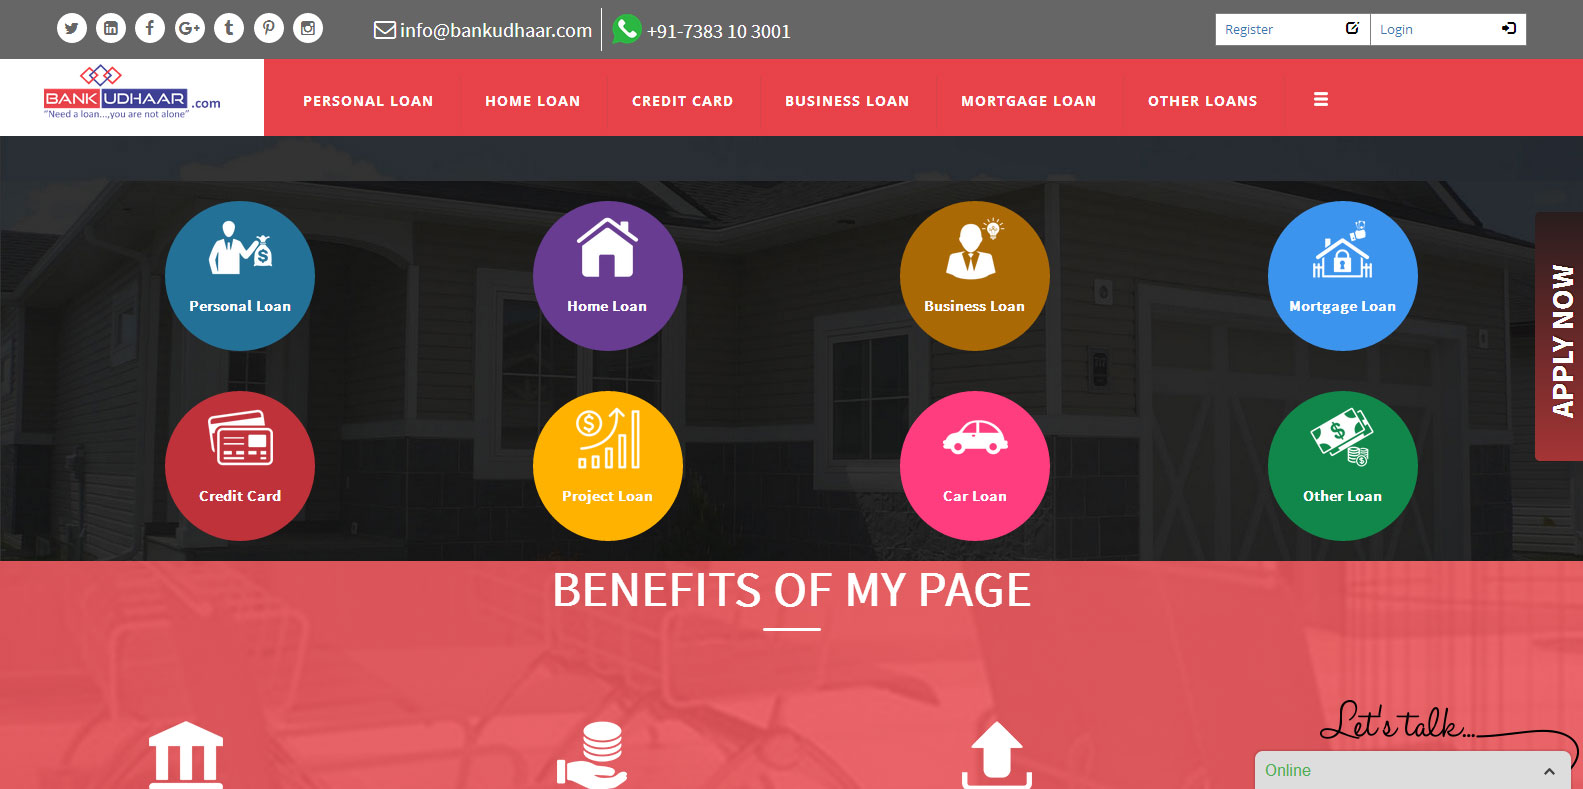 info@bankudhaar.com
+91-7383 10 3001
Register
Login
BANK UDHAAR .com
"Need a loan...,you are not alone"
PERSONAL LOAN
HOME LOAN
CREDIT CARD
BUSINESS LOAN
MORTGAGE LOAN
OTHER LOANS
Personal Loan
Home Loan
Business Loan
Mortgage Loan
APPLY NOW
Credit Card
Project Loan
Car Loan
Other Loan
BENEFITS OF MY PAGE
Let's talk...
Online